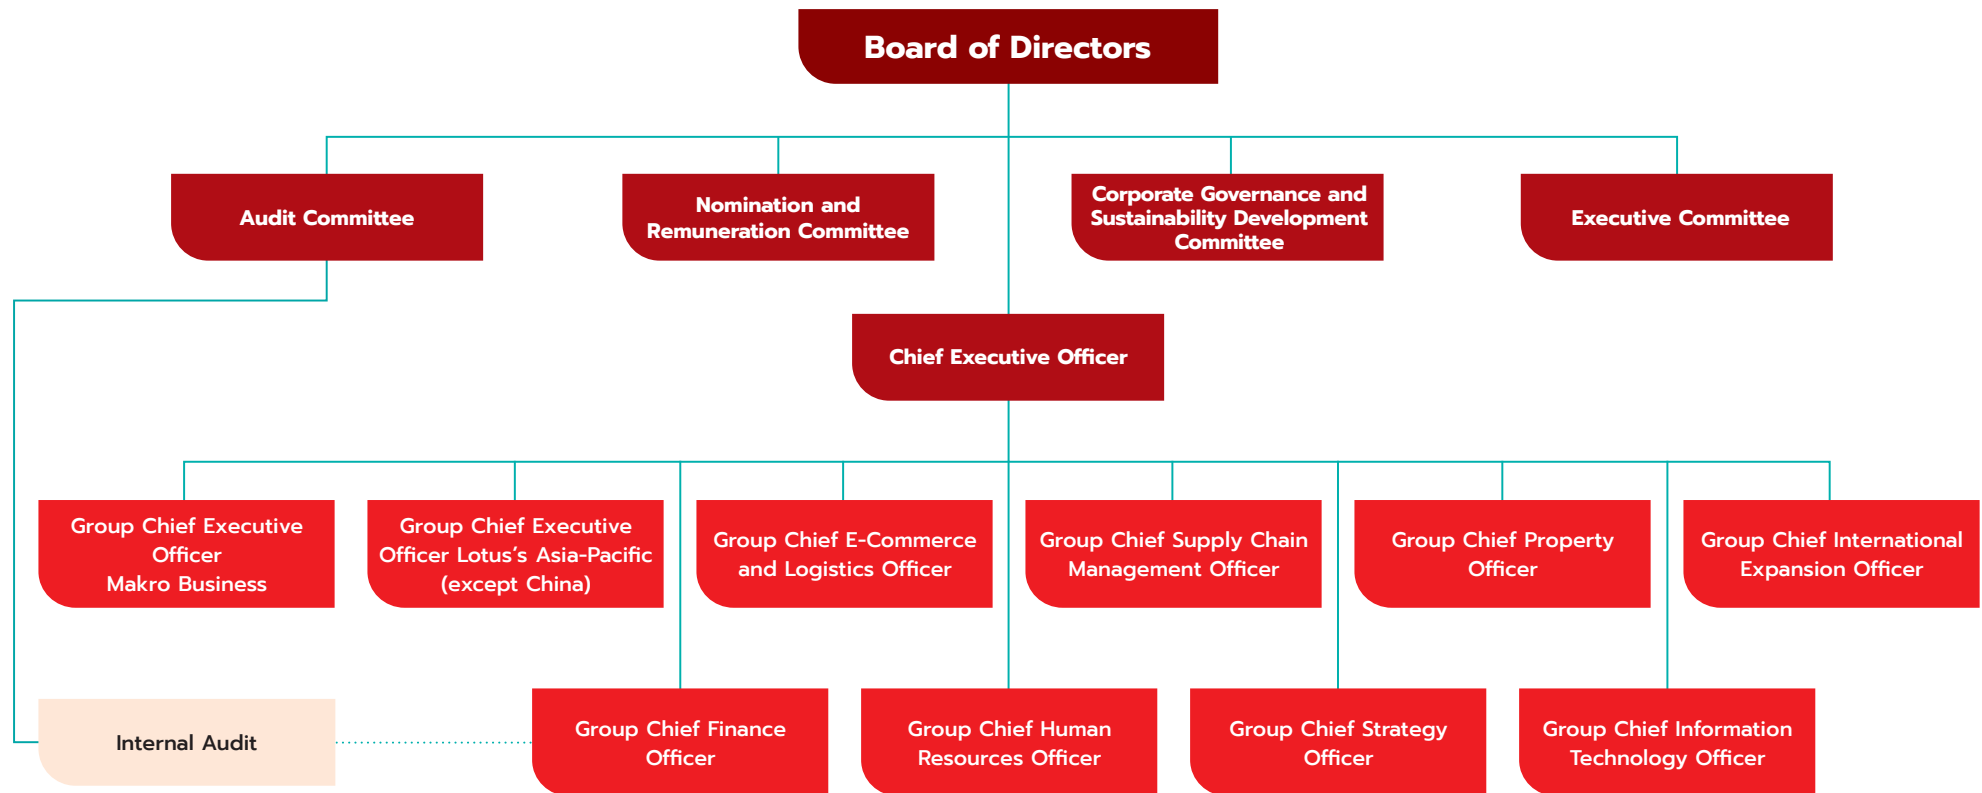 Board of Directors
Audit Committee
Nomination and
Remuneration Committee
Corporate Governance and
Sustainability Development
Committee
Executive Committee
Chief Executive Officer
Group Chief Executive
Officer
Makro Business
Group Chief Executive
Officer Lotus's Asia-Pacific
(except China)
Group Chief E-Commerce
and Logistics Officer
Group Chief Supply Chain
Management Officer
Group Chief Property
Officer
Group Chief International
Expansion Officer
Internal Audit
Group Chief Finance
Officer
Group Chief Human
Resources Officer
Group Chief Strategy
Officer
Group Chief Information
Technology Officer